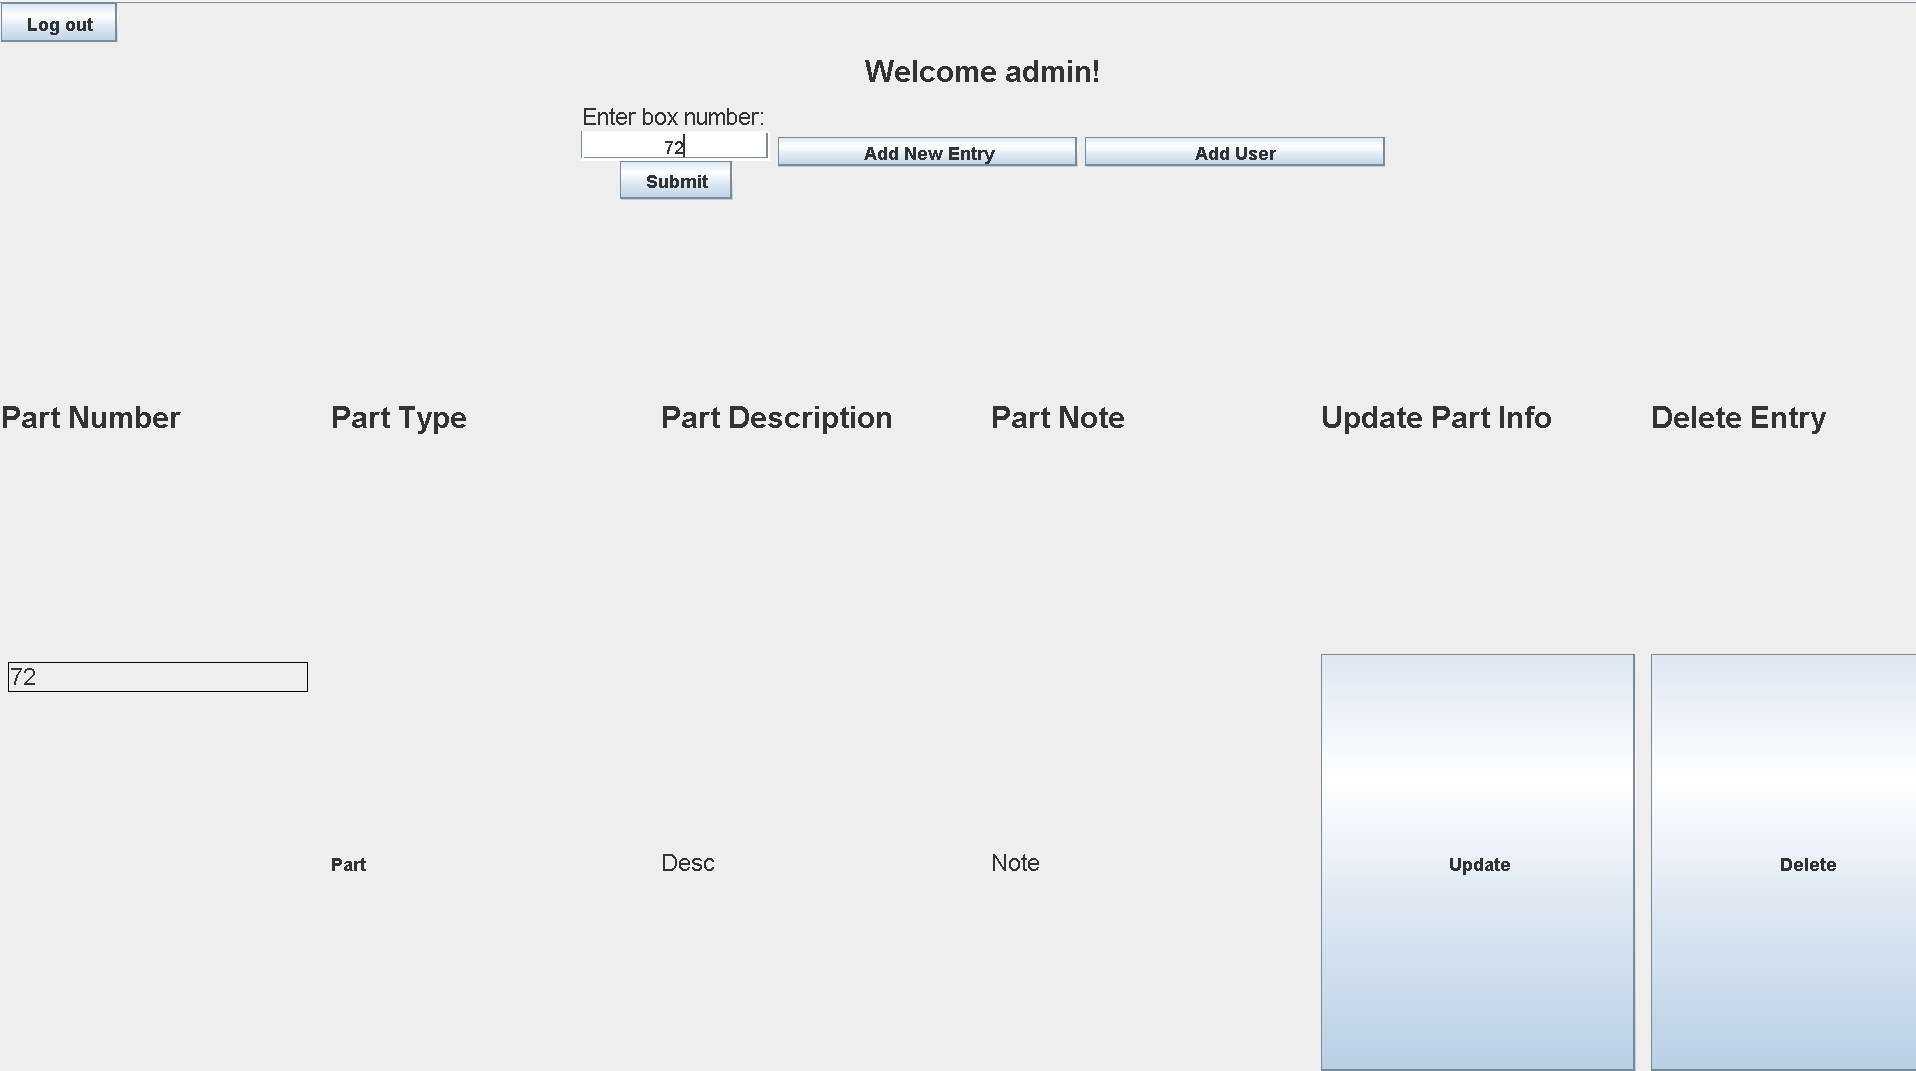 Log out
Welcome admin!
Enter box number:
72
Add New Entry
Add User
Submit
Part Number Part Type Part Description Part Note Update Part Info Delete Entry
72
Part Desc Note Update Delete